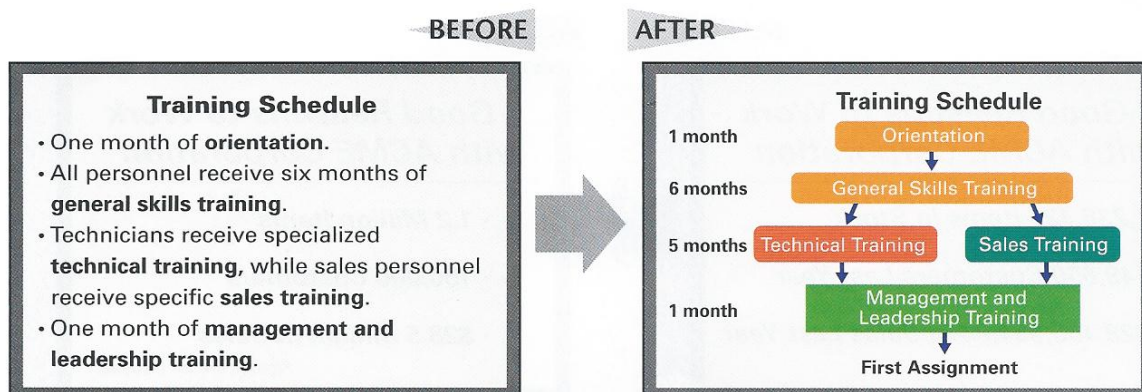 BEFORE
AFTER
Training Schedule
• One month of orientation.
• All personnel receive six months of
general skills training.
• Technicians receive specialized
technical training, while sales personnel
receive specific sales training.
• One month of management and
leadership training.
Training Schedule
1 month
Orientation
6 months
General Skills Training
5 months
Technical Training
Sales Training
1 month
Management and
Leadership Training
First Assignment